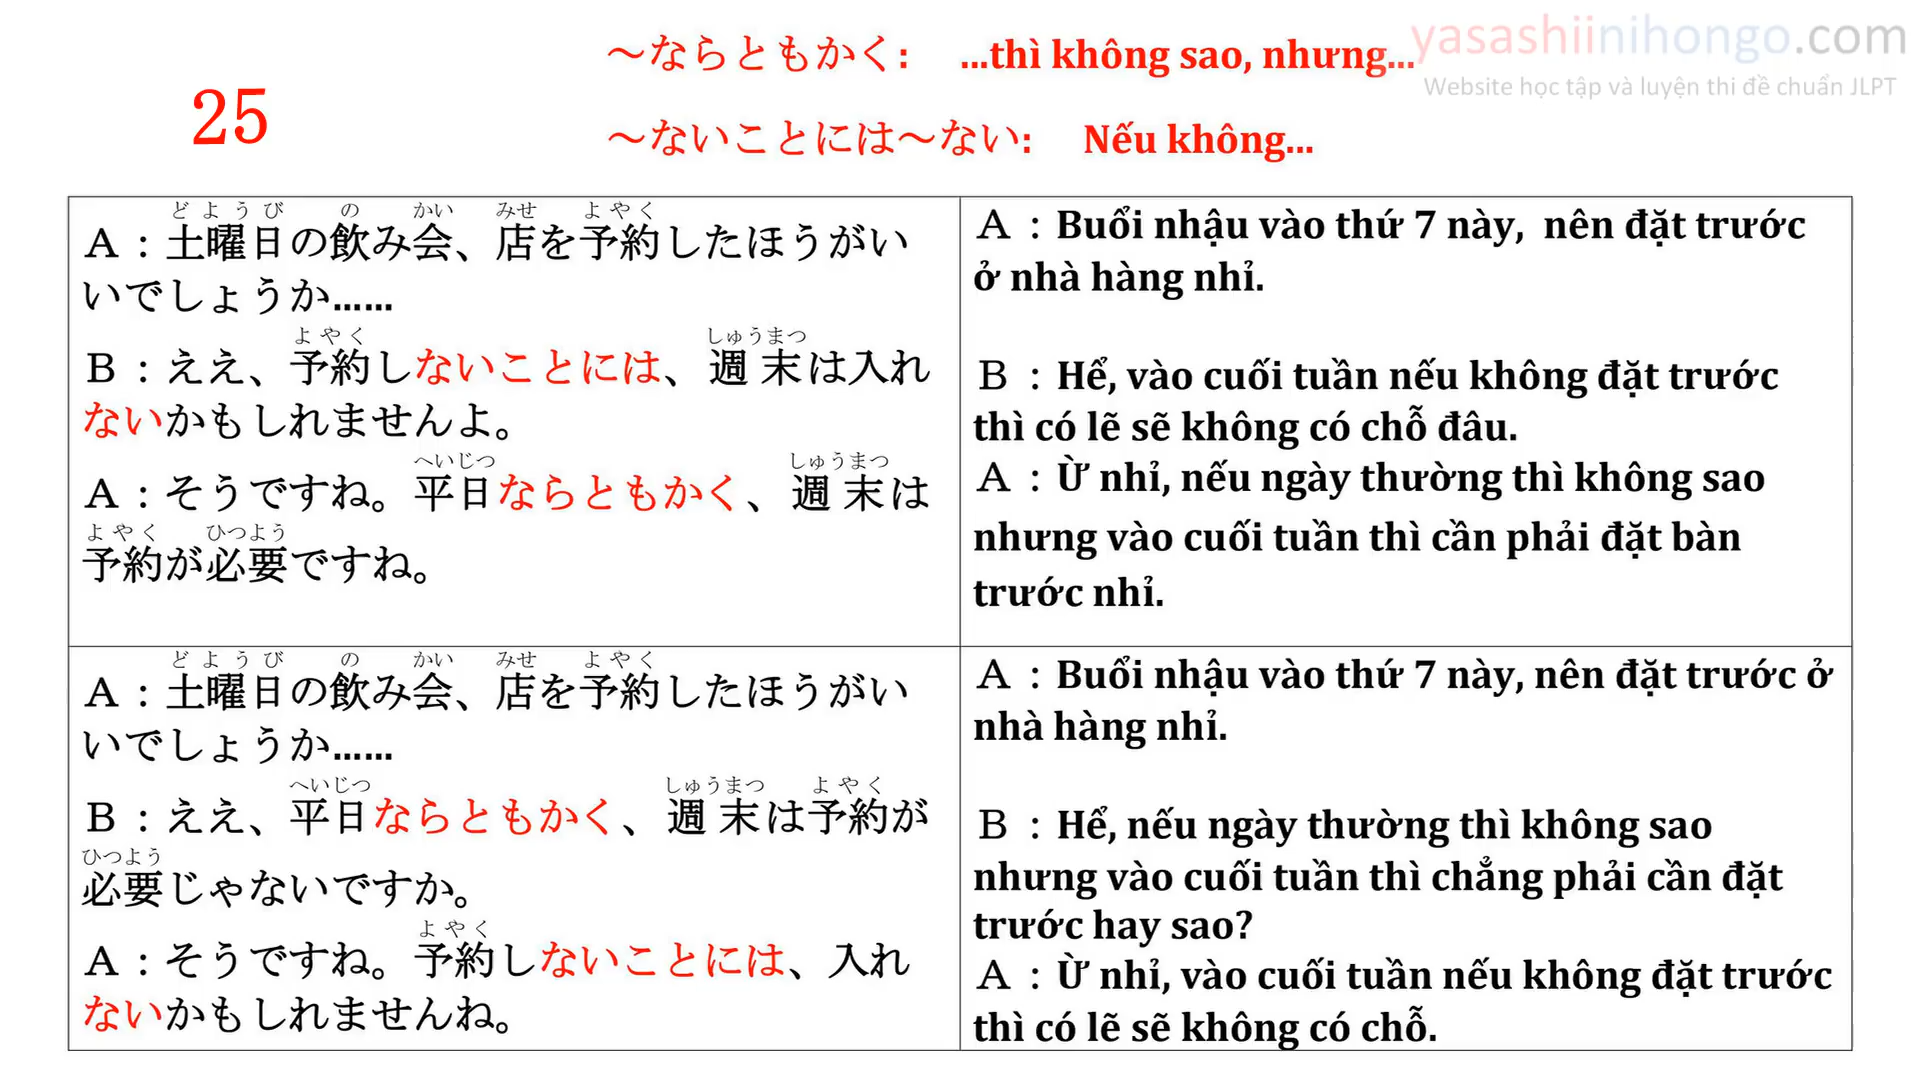 yasashiinihongo.com
Website học tập và luyện thi đề chuẩn JLPT
25
～ならともかく: ...thì không sao, nhưng...
～ないことには～ない: Nếu không...
どようび の かい みせ よやく
Ａ：土曜日の飲み会、店を予約したほうがい
いでしょうか……
よやく しゅうまつ
Ｂ：ええ、予約しないことには、週末は入れ
ないかもしれませんよ。
へいじつ しゅうまつ
Ａ：そうですね。平日ならともかく、週末は
よやく ひつよう
予約が必要ですね。
Ａ：Buổi nhậu vào thứ 7 này, nên đặt trước
ở nhà hàng nhỉ.
Ｂ：Hể, vào cuối tuần nếu không đặt trước
thì có lẽ sẽ không có chỗ đâu.
Ａ：Ừ nhỉ, nếu ngày thường thì không sao
nhưng vào cuối tuần thì cần phải đặt bàn
trước nhỉ.
どようび の かい みせ よやく
Ａ：土曜日の飲み会、店を予約したほうがい
いでしょうか……
へいじつ しゅうまつ よやく
Ｂ：ええ、平日ならともかく、週末は予約が
ひつよう
必要じゃないですか。
よやく
Ａ：そうですね。予約しないことには、入れ
ないかもしれませんね。
Ａ：Buổi nhậu vào thứ 7 này, nên đặt trước ở
nhà hàng nhỉ.
Ｂ：Hể, nếu ngày thường thì không sao
nhưng vào cuối tuần thì chẳng phải cần đặt
trước hay sao?
Ａ：Ừ nhỉ, vào cuối tuần nếu không đặt trước
thì có lẽ sẽ không có chỗ.